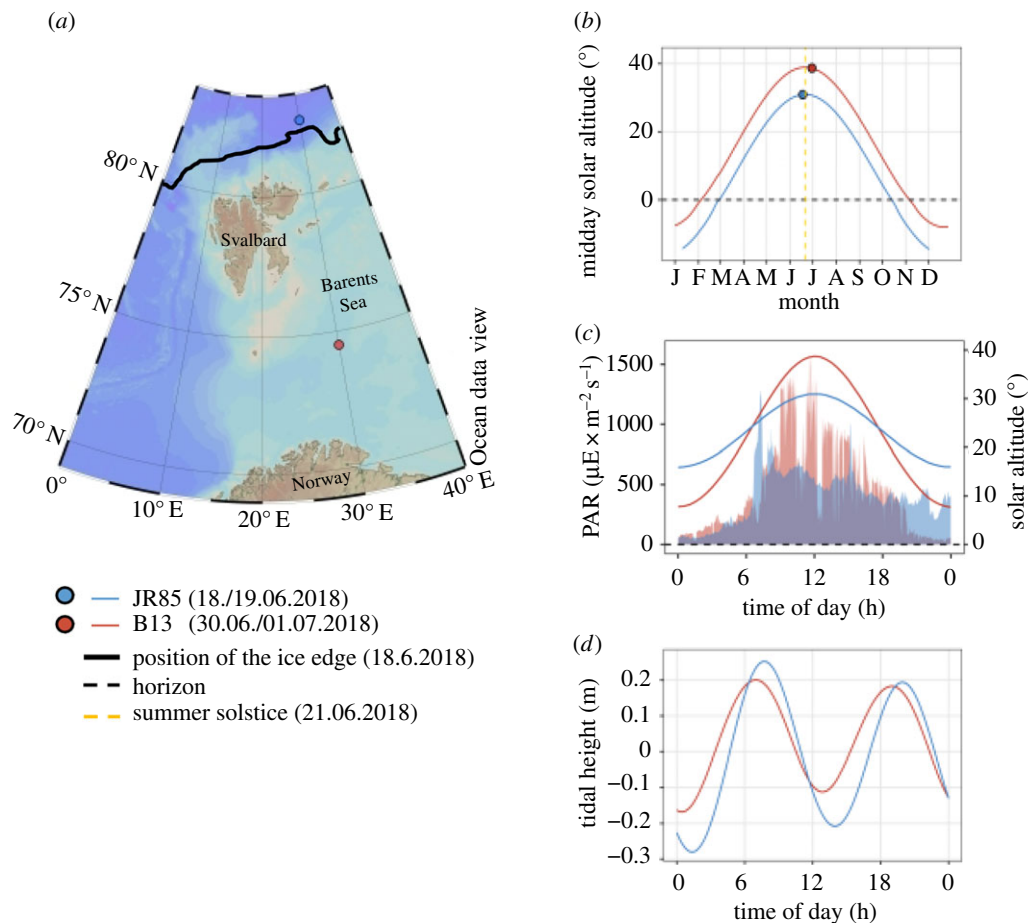 (a)
80° N
75° N
70° N
0°
10° E
20° E
30° E
40° E
Svalbard
Barents
Sea
Norway
Ocean data view
JR85 (18./19.06.2018)
B13 (30.06./01.07.2018)
position of the ice edge (18.6.2018)
horizon
summer solstice (21.06.2018)
(b)
midday solar altitude (°)
40
20
0
J F M A M J J A S O N D
month
(c)
PAR (µE × m⁻² s⁻¹)
1500
1000
500
0
40
30
20
10
0
solar altitude (°)
0 6 12 18 0
time of day (h)
(d)
tidal height (m)
0.2
0.1
0
−0.1
−0.2
−0.3
0 6 12 18 0
time of day (h)